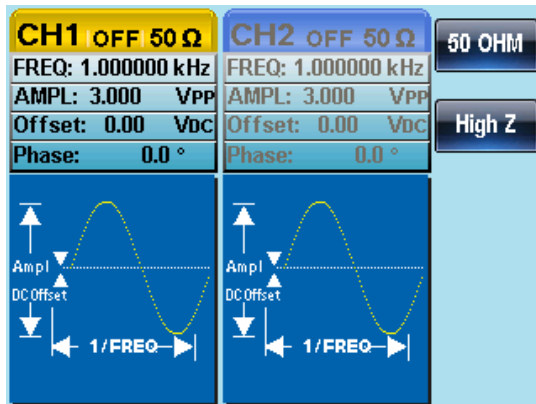 CH1 OFF 50 Ω
FREQ: 1.000000 kHz
AMPL: 3.000 VPP
Offset: 0.00 VDC
Phase: 0.0 °
Ampl
DC Offset
1/FREQ
CH2 OFF 50 Ω
FREQ: 1.000000 kHz
AMPL: 3.000 VPP
Offset: 0.00 VDC
Phase: 0.0 °
Ampl
DC Offset
1/FREQ
50 OHM
High Z